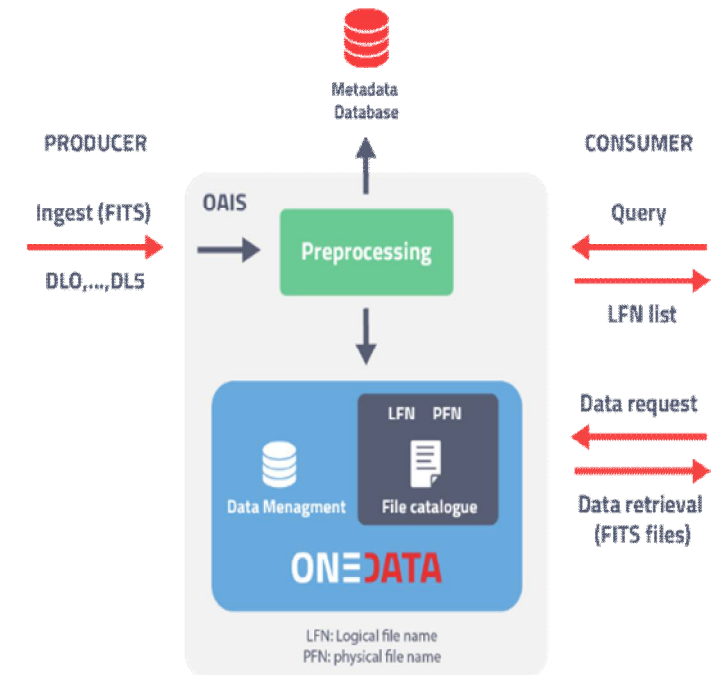 Metadata
Database
PRODUCER
CONSUMER
OAIS
Ingest (FITS)
DL0,...,DL5
Preprocessing
Query
LFN list
LFN PFN
Data Menagment
File catalogue
ONEDATA
Data request
Data retrieval
(FITS files)
LFN: Logical file name
PFN: physical file name